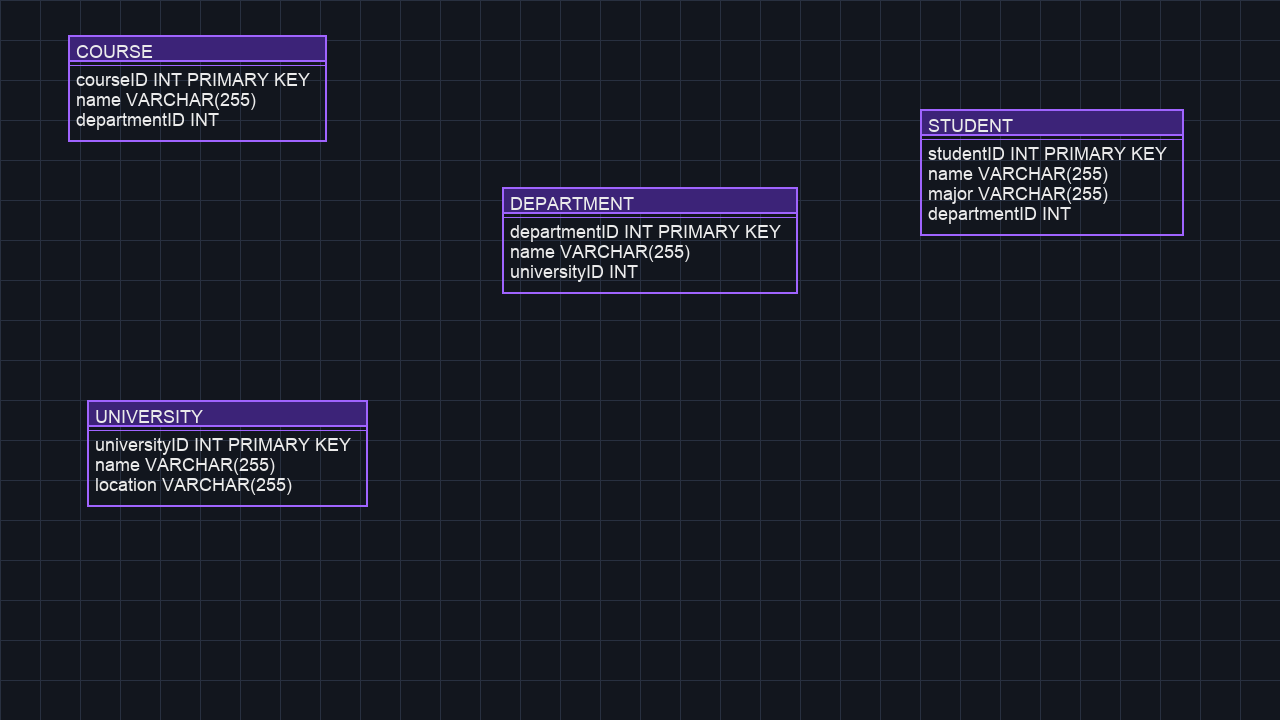 COURSE
courseID INT PRIMARY KEY
name VARCHAR(255)
departmentID INT
STUDENT
studentID INT PRIMARY KEY
name VARCHAR(255)
major VARCHAR(255)
departmentID INT
DEPARTMENT
departmentID INT PRIMARY KEY
name VARCHAR(255)
universityID INT
UNIVERSITY
universityID INT PRIMARY KEY
name VARCHAR(255)
location VARCHAR(255)